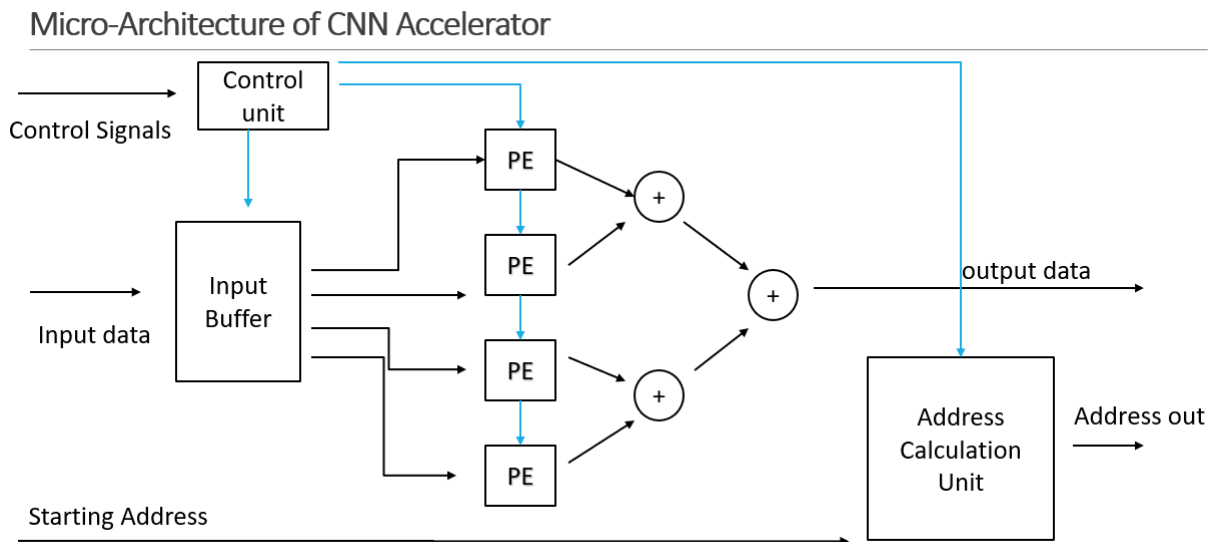 Micro-Architecture of CNN Accelerator
Control
unit
Control Signals
PE
+
PE
Input
Buffer
Input data
output data
+
PE
+
Address
Calculation
Unit
Address out
PE
Starting Address